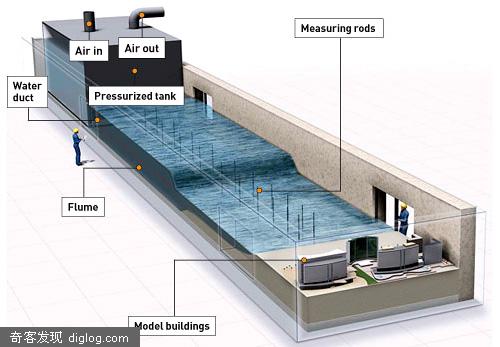 Air in
Air out
Measuring rods
Water
duct
Pressurized tank
Flume
Model buildings
奇客发现 diglog.com